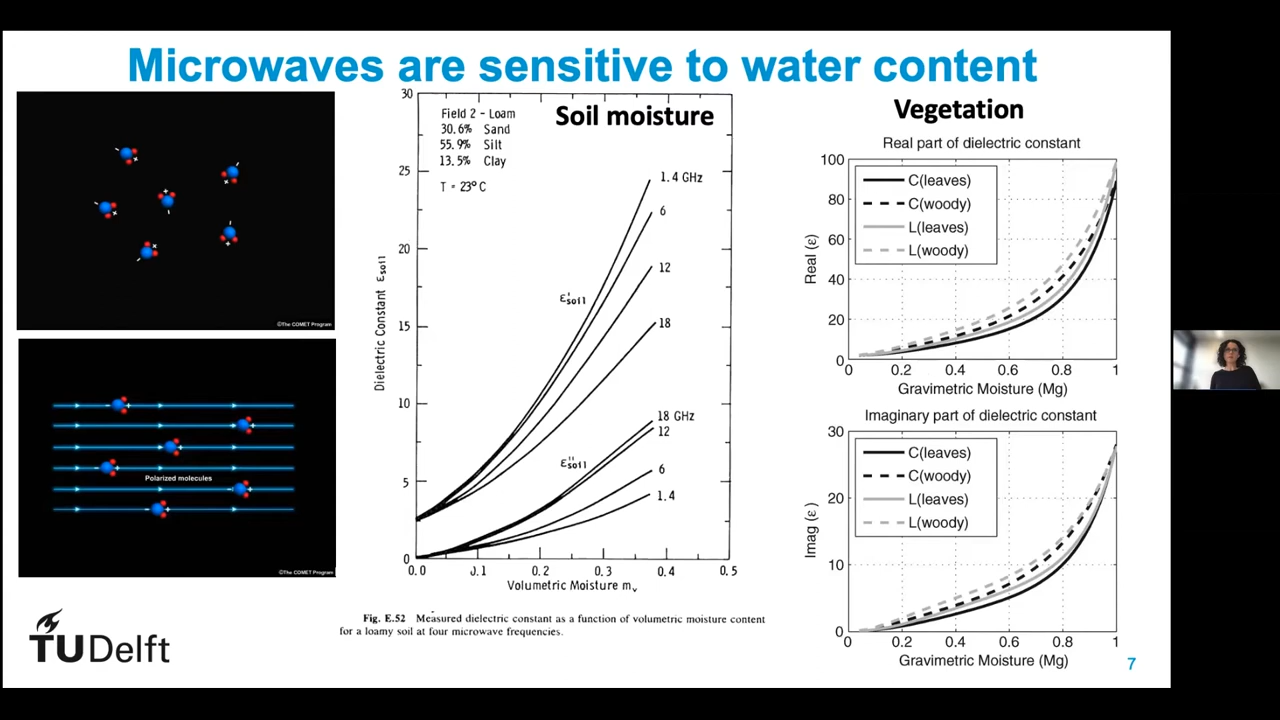 Microwaves are sensitive to water content
©The COMET Program
Polarized molecules
©The COMET Program
TUDelft
Soil moisture
Field 2 - Loam
30.6% Sand
55.9% Silt
13.5% Clay
T = 23° C
Dielectric Constant ε soil
30
25
20
15
10
5
0
1.4 GHz
6
12
18
ε' soil
18 GHz
12
6
1.4
ε'' soil
0.0 0.1 0.2 0.3 0.4 0.5
Volumetric Moisture mv
Fig. E.52 Measured dielectric constant as a function of volumetric moisture content
for a loamy soil at four microwave frequencies.
Vegetation
Real part of dielectric constant
100
80
60
40
20
0
Real (ε)
C(leaves)
C(woody)
L(leaves)
L(woody)
0 0.2 0.4 0.6 0.8 1
Gravimetric Moisture (Mg)
Imaginary part of dielectric constant
30
20
10
0
Imag (ε)
C(leaves)
C(woody)
L(leaves)
L(woody)
0 0.2 0.4 0.6 0.8 1
Gravimetric Moisture (Mg)
7